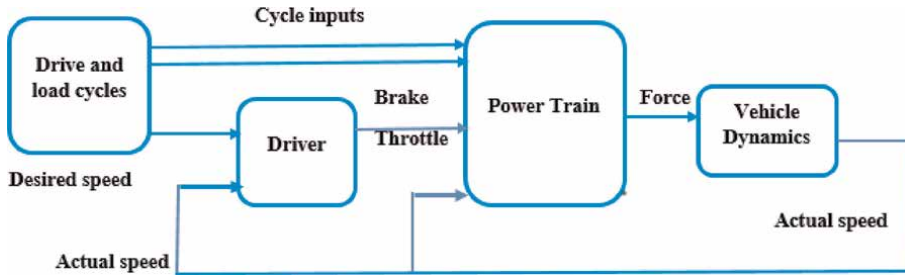 Cycle inputs
Drive and
load cycles
Brake
Power Train
Force
Vehicle
Dynamics
Driver
Throttle
Desired speed
Actual speed
Actual speed